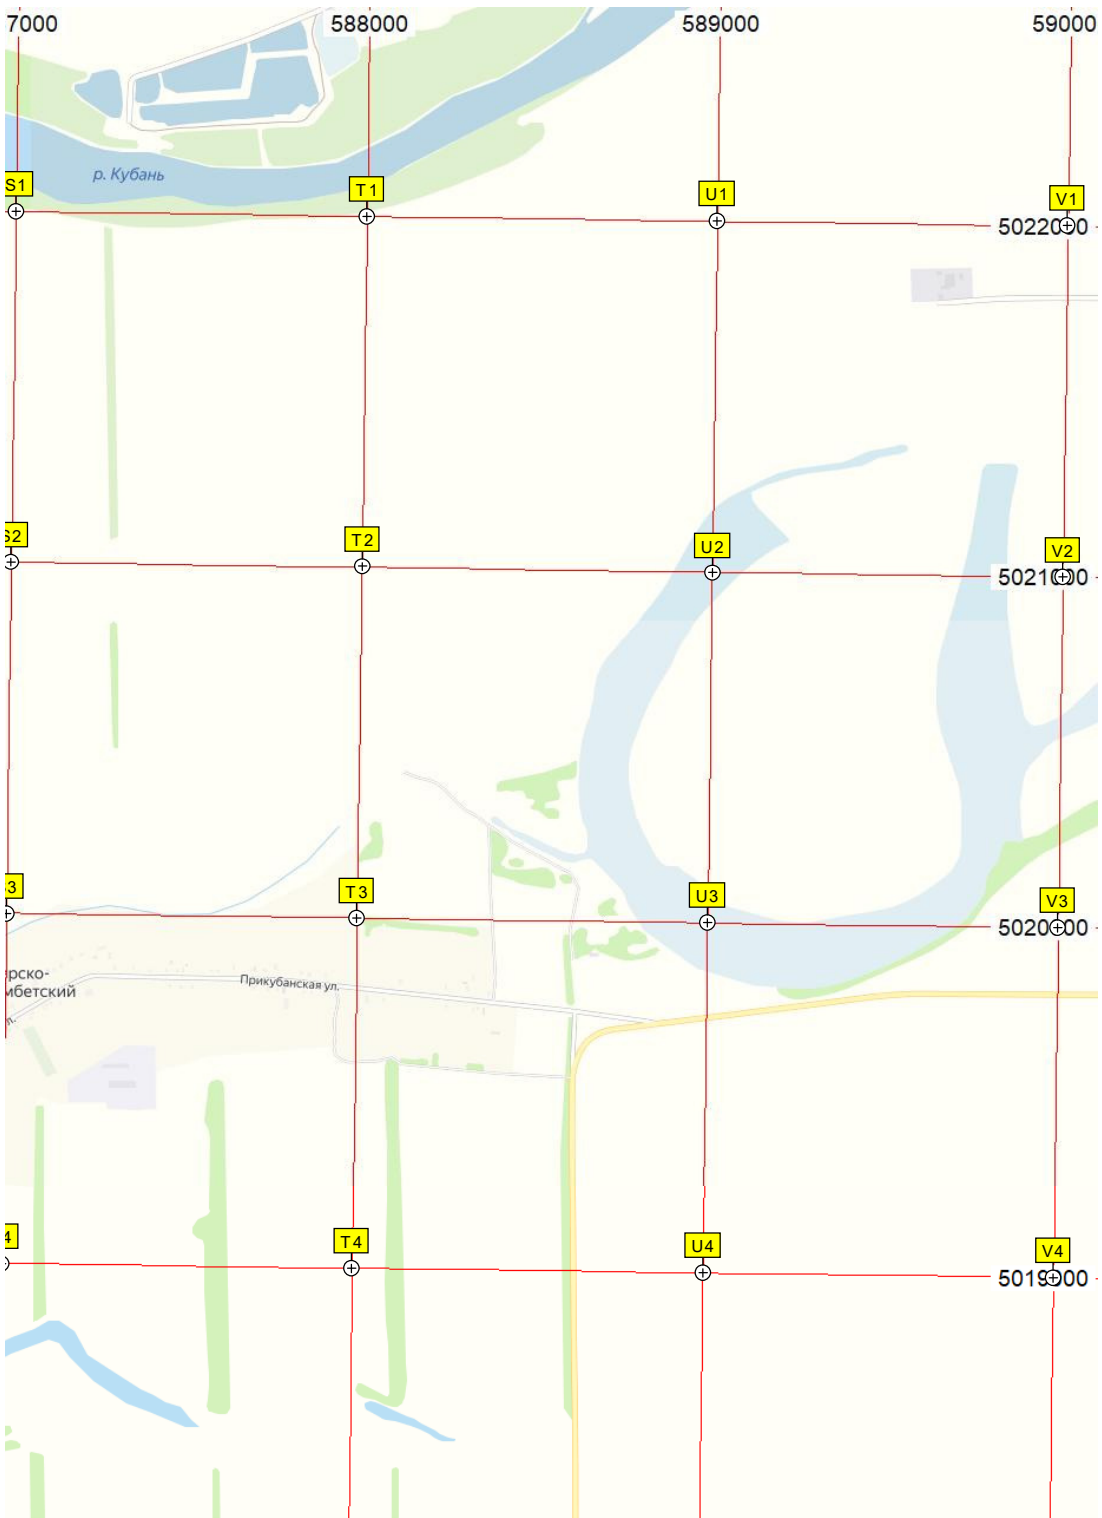 7000 588000 589000 59000
р. Кубань
S1 T1 U1 V1
5022000
S2 T2 U2 V2
5021000
3 T3 U3 V3
5020000
рско-
мбетский
Прикубанская ул.
л.
4 T4 U4 V4
5019000